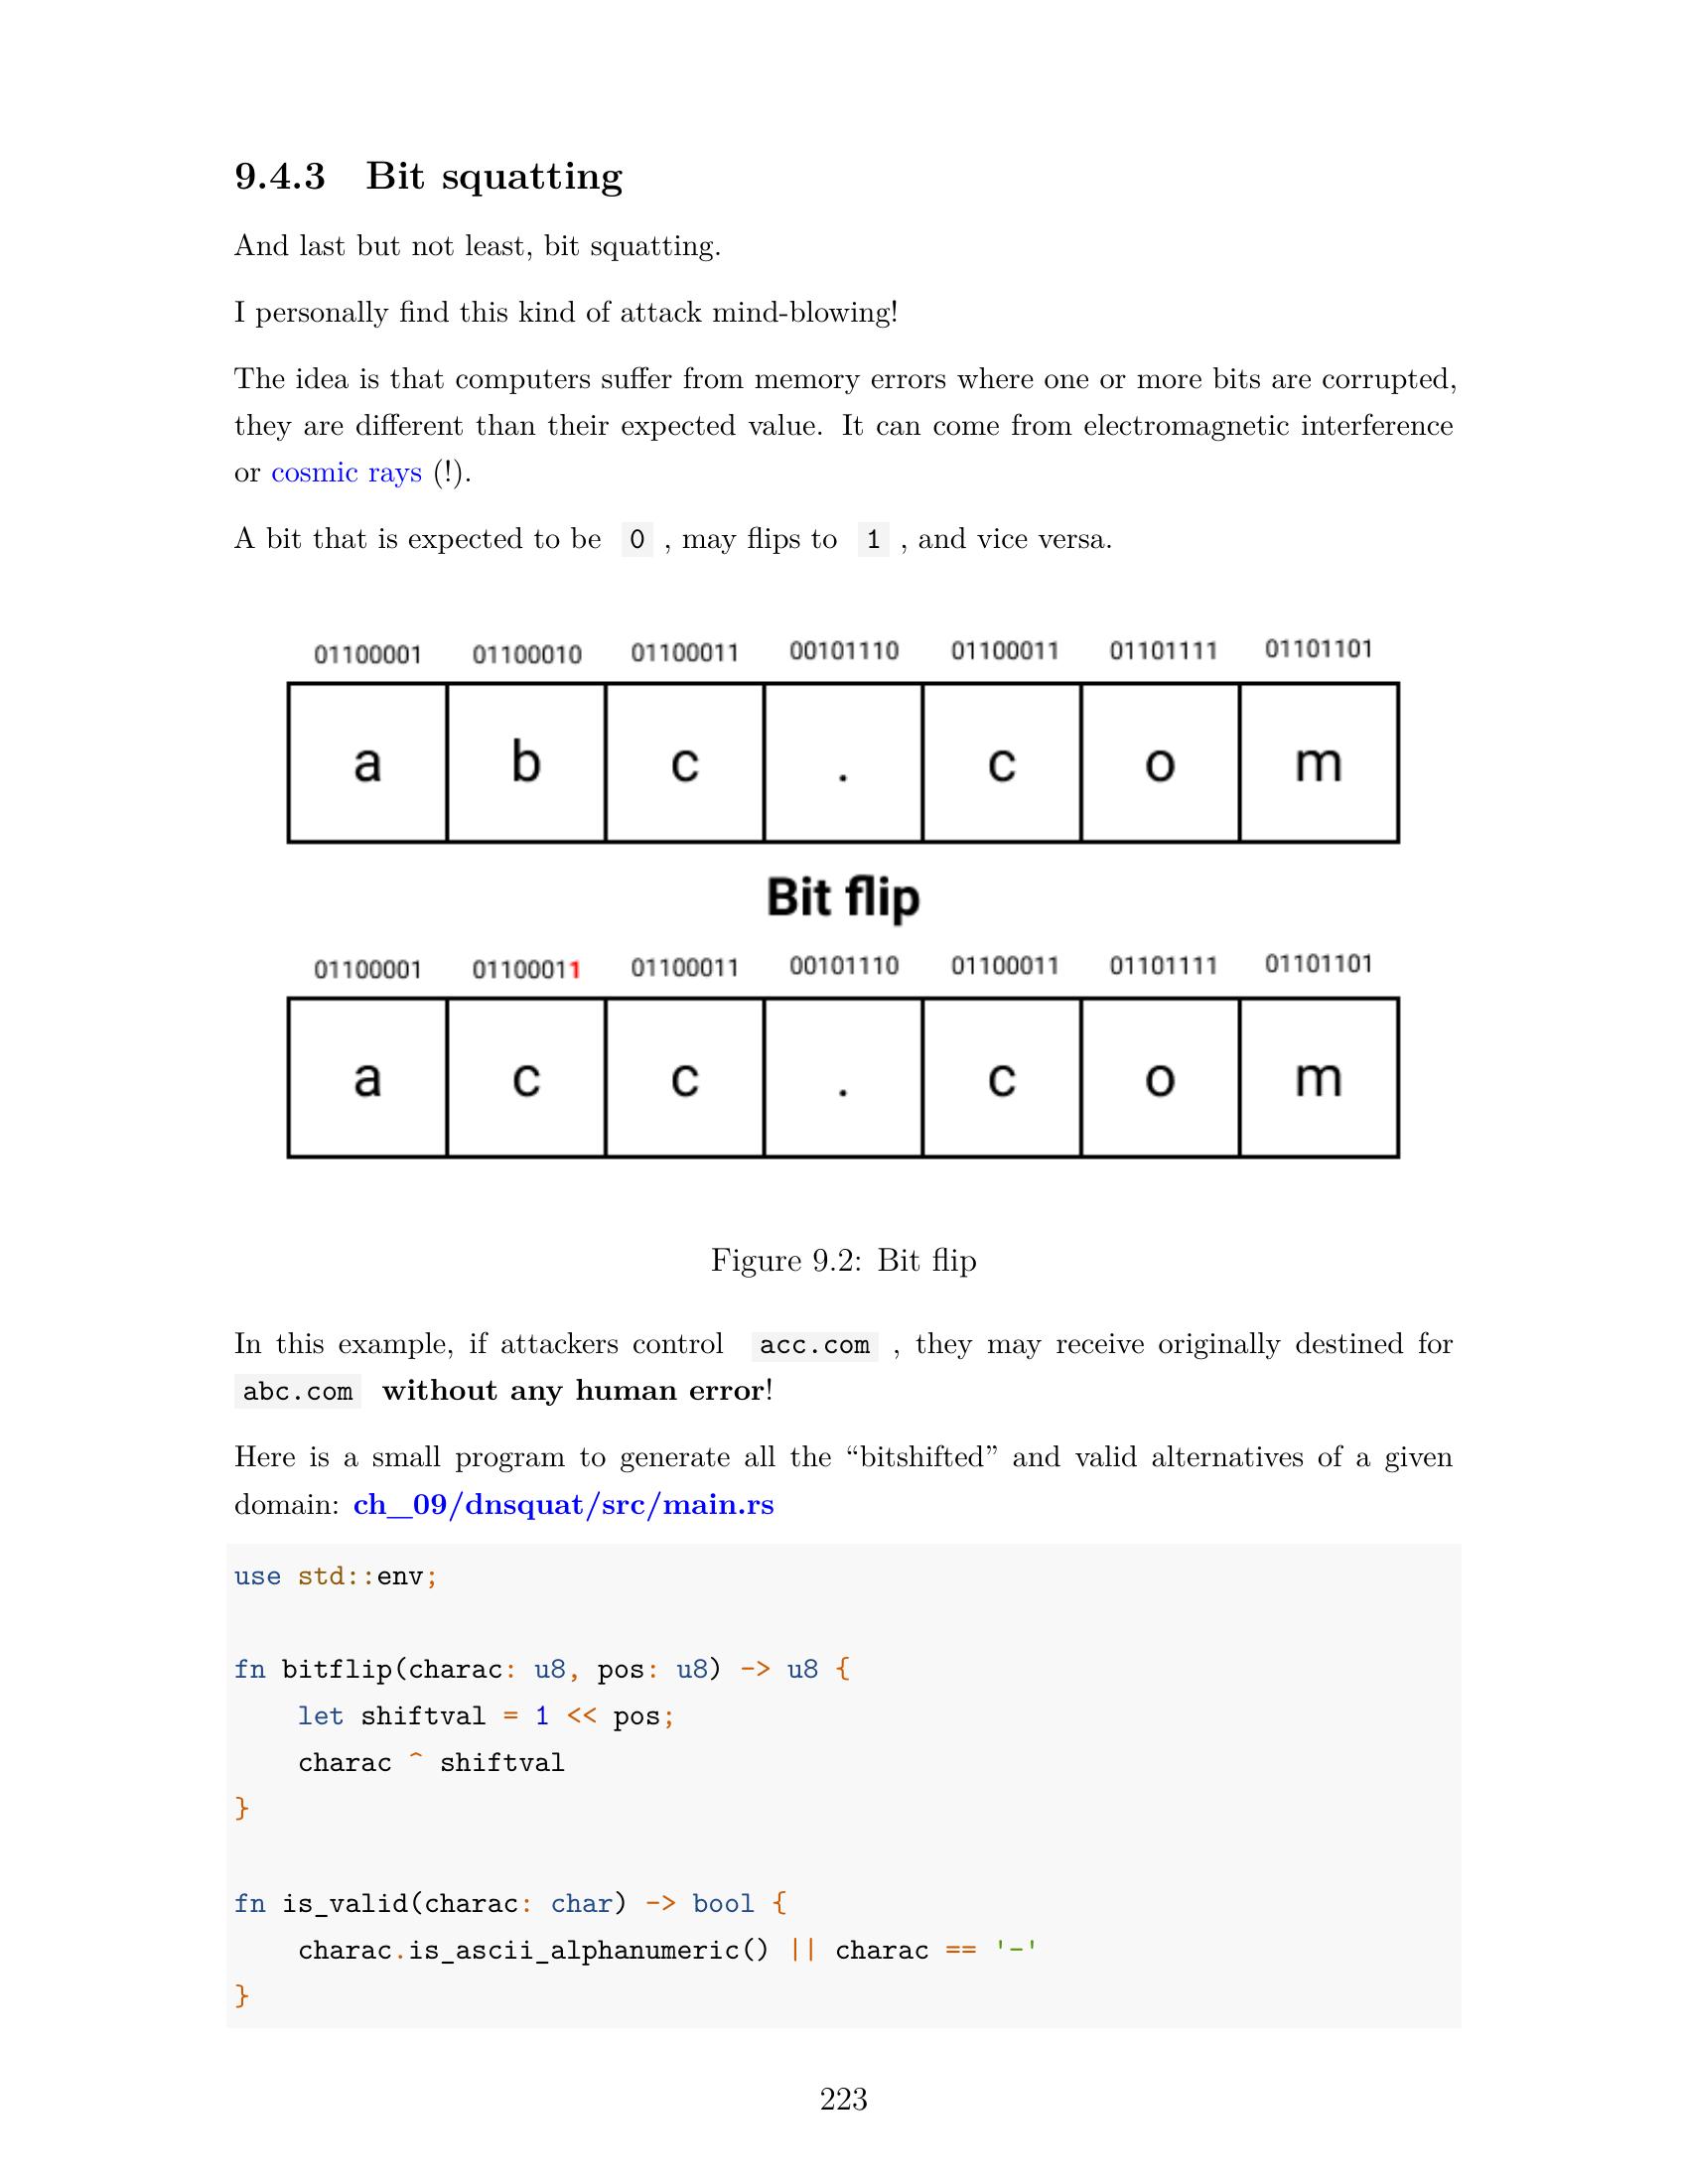 9.4.3 Bit squatting
And last but not least, bit squatting.
I personally find this kind of attack mind-blowing!
The idea is that computers suffer from memory errors where one or more bits are corrupted,
they are different than their expected value. It can come from electromagnetic interference
or cosmic rays (!).
A bit that is expected to be 0 , may flips to 1 , and vice versa.
01100001 01100010 01100011 00101110 01100011 01101111 01101101
a b c . c o m
Bit flip
01100001 01100011 01100011 00101110 01100011 01101111 01101101
a c c . c o m
Figure 9.2: Bit flip
In this example, if attackers control acc.com , they may receive originally destined for
abc.com without any human error!
Here is a small program to generate all the “bitshifted” and valid alternatives of a given
domain: ch_09/dnsquat/src/main.rs
use std::env;
fn bitflip(charac: u8, pos: u8) -> u8 {
    let shiftval = 1 << pos;
    charac ^ shiftval
}
fn is_valid(charac: char) -> bool {
    charac.is_ascii_alphanumeric() || charac == '-'
}
223